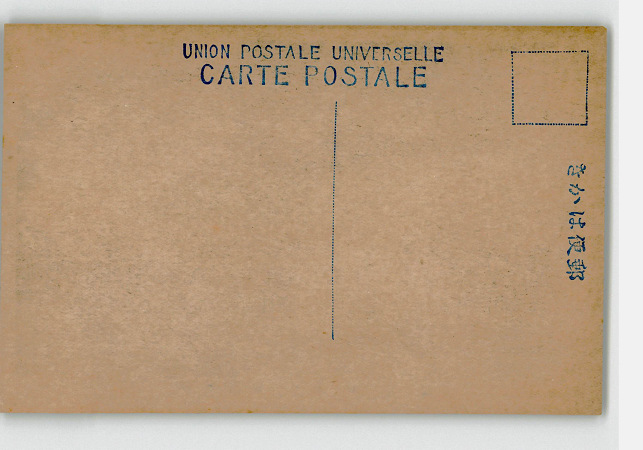 UNION POSTALE UNIVERSELLE
CARTE POSTALE
きかは便郵